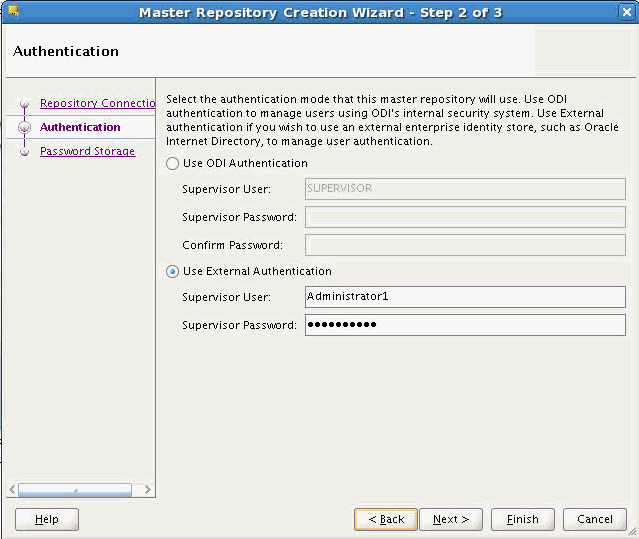 Master Repository Creation Wizard - Step 2 of 3
Authentication
Repository Connectio
Authentication
Password Storage
Select the authentication mode that this master repository will use. Use ODI
authentication to manage users using ODI's internal security system. Use External
authentication if you wish to use an external enterprise identity store, such as Oracle
Internet Directory, to manage user authentication.
Use ODI Authentication
Supervisor User: SUPERVISOR
Supervisor Password:
Confirm Password:
Use External Authentication
Supervisor User: Administrator1
Supervisor Password: ●●●●●●●●●●
Help < Back Next > Finish Cancel